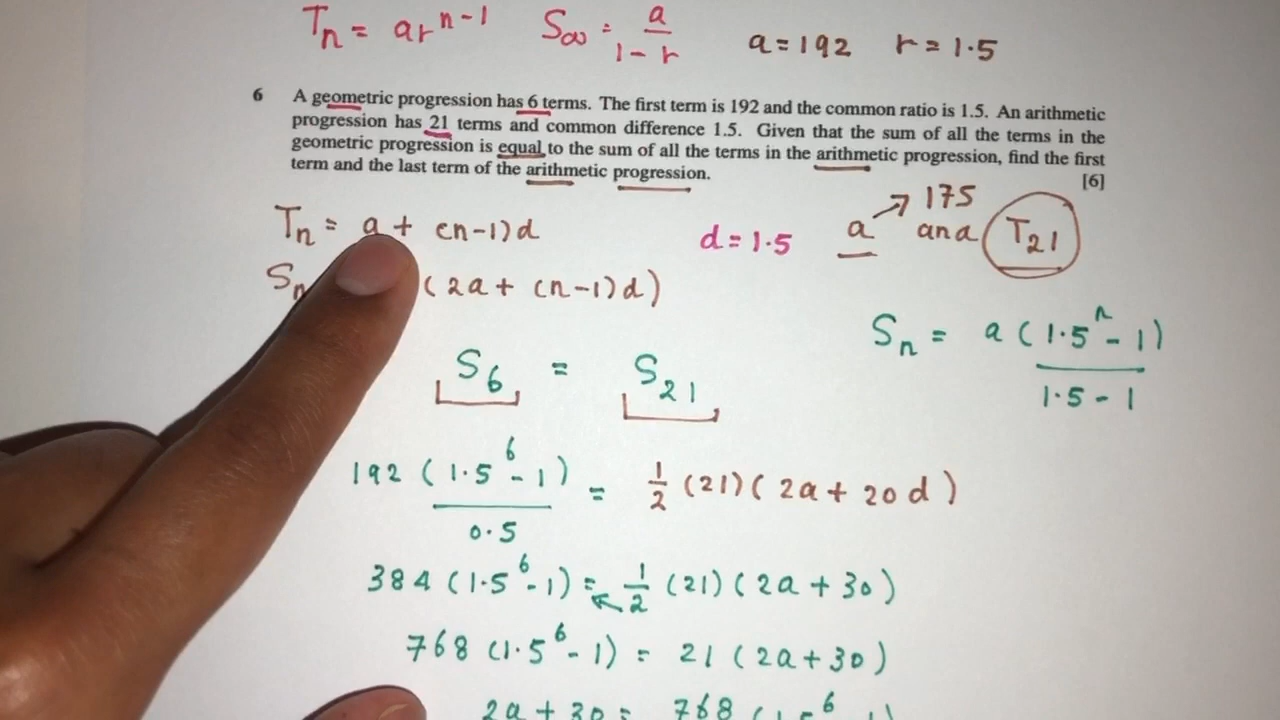 Tn = ar^n-1   S∞ = a/1-r   a=192   r=1.5
6   A geometric progression has 6 terms. The first term is 192 and the common ratio is 1.5. An arithmetic
progression has 21 terms and common difference 1.5. Given that the sum of all the terms in the
geometric progression is equal to the sum of all the terms in the arithmetic progression, find the first
term and the last term of the arithmetic progression.
[6]
Tn = a + (n-1)d   d=1.5   a → 175 and T21
Sn (2a + (n-1)d)
Sn = a(1.5^n - 1)/1.5 - 1
S6 = S21
192(1.5^6 - 1)/0.5 = 1/2 (21)(2a + 20d)
384(1.5^6 - 1) = 1/2 (21)(2a + 30)
768(1.5^6 - 1) = 21(2a+30)
2a + 30 = 768